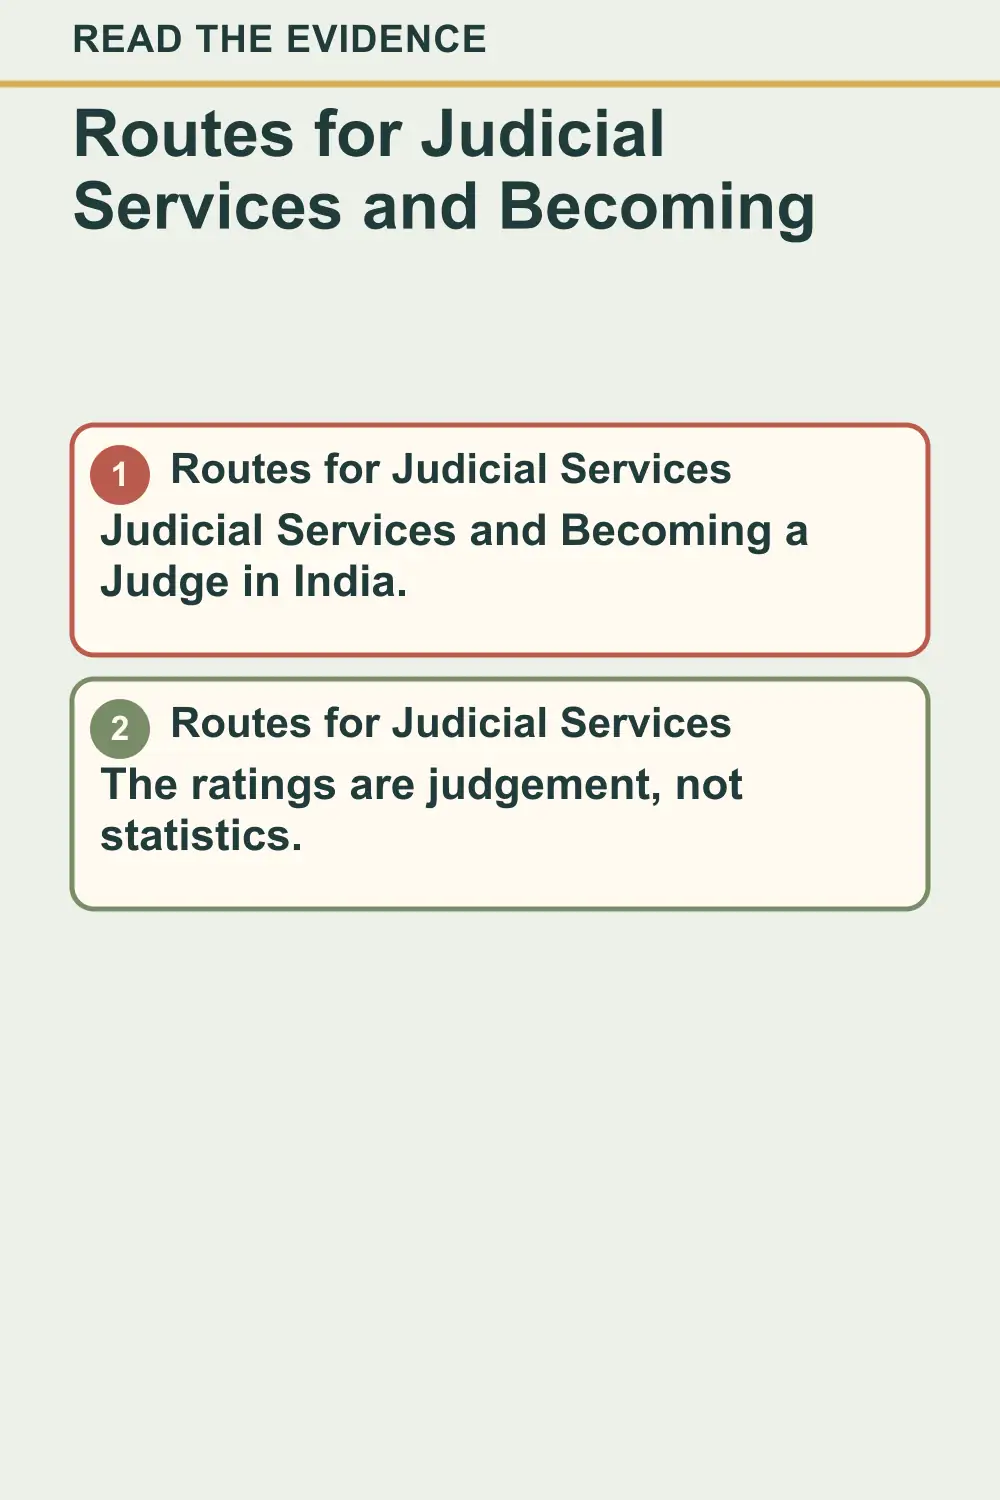 READ THE EVIDENCE
Routes for Judicial
Services and Becoming
1 Routes for Judicial Services
Judicial Services and Becoming a
Judge in India.
2 Routes for Judicial Services
The ratings are judgement, not
statistics.